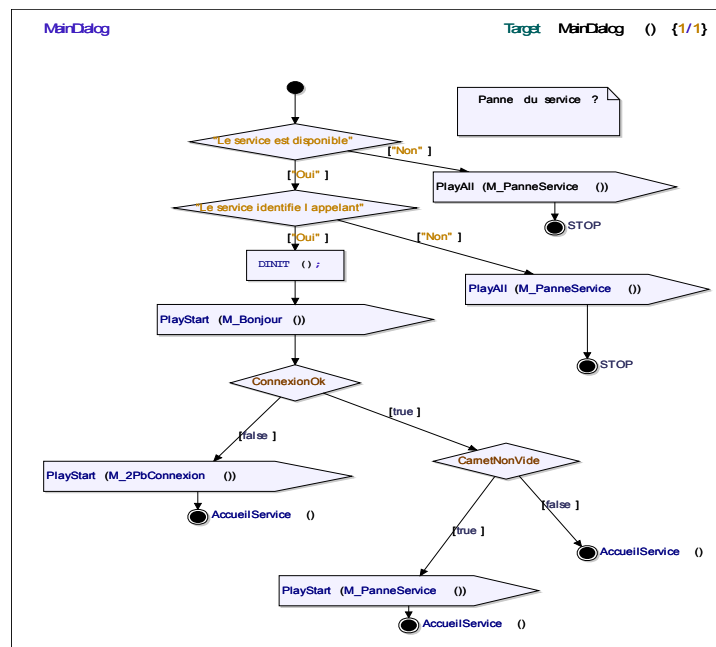 MainDialog
Target MainDialog () {1/1}
Panne du service ?
"Le service est disponible"
["Non" ]
["Oui" ]
PlayAll (M_PanneService ())
STOP
"Le service identifie l appelant"
["Oui" ]
["Non" ]
DINIT () ;
PlayAll (M_PanneService ())
PlayStart (M_Bonjour ())
STOP
ConnexionOk
[true ]
[false ]
CarnetNonVide
PlayStart (M_2PbConnexion ())
AccueilService ()
[false ]
[true ]
AccueilService ()
PlayStart (M_PanneService ())
AccueilService ()